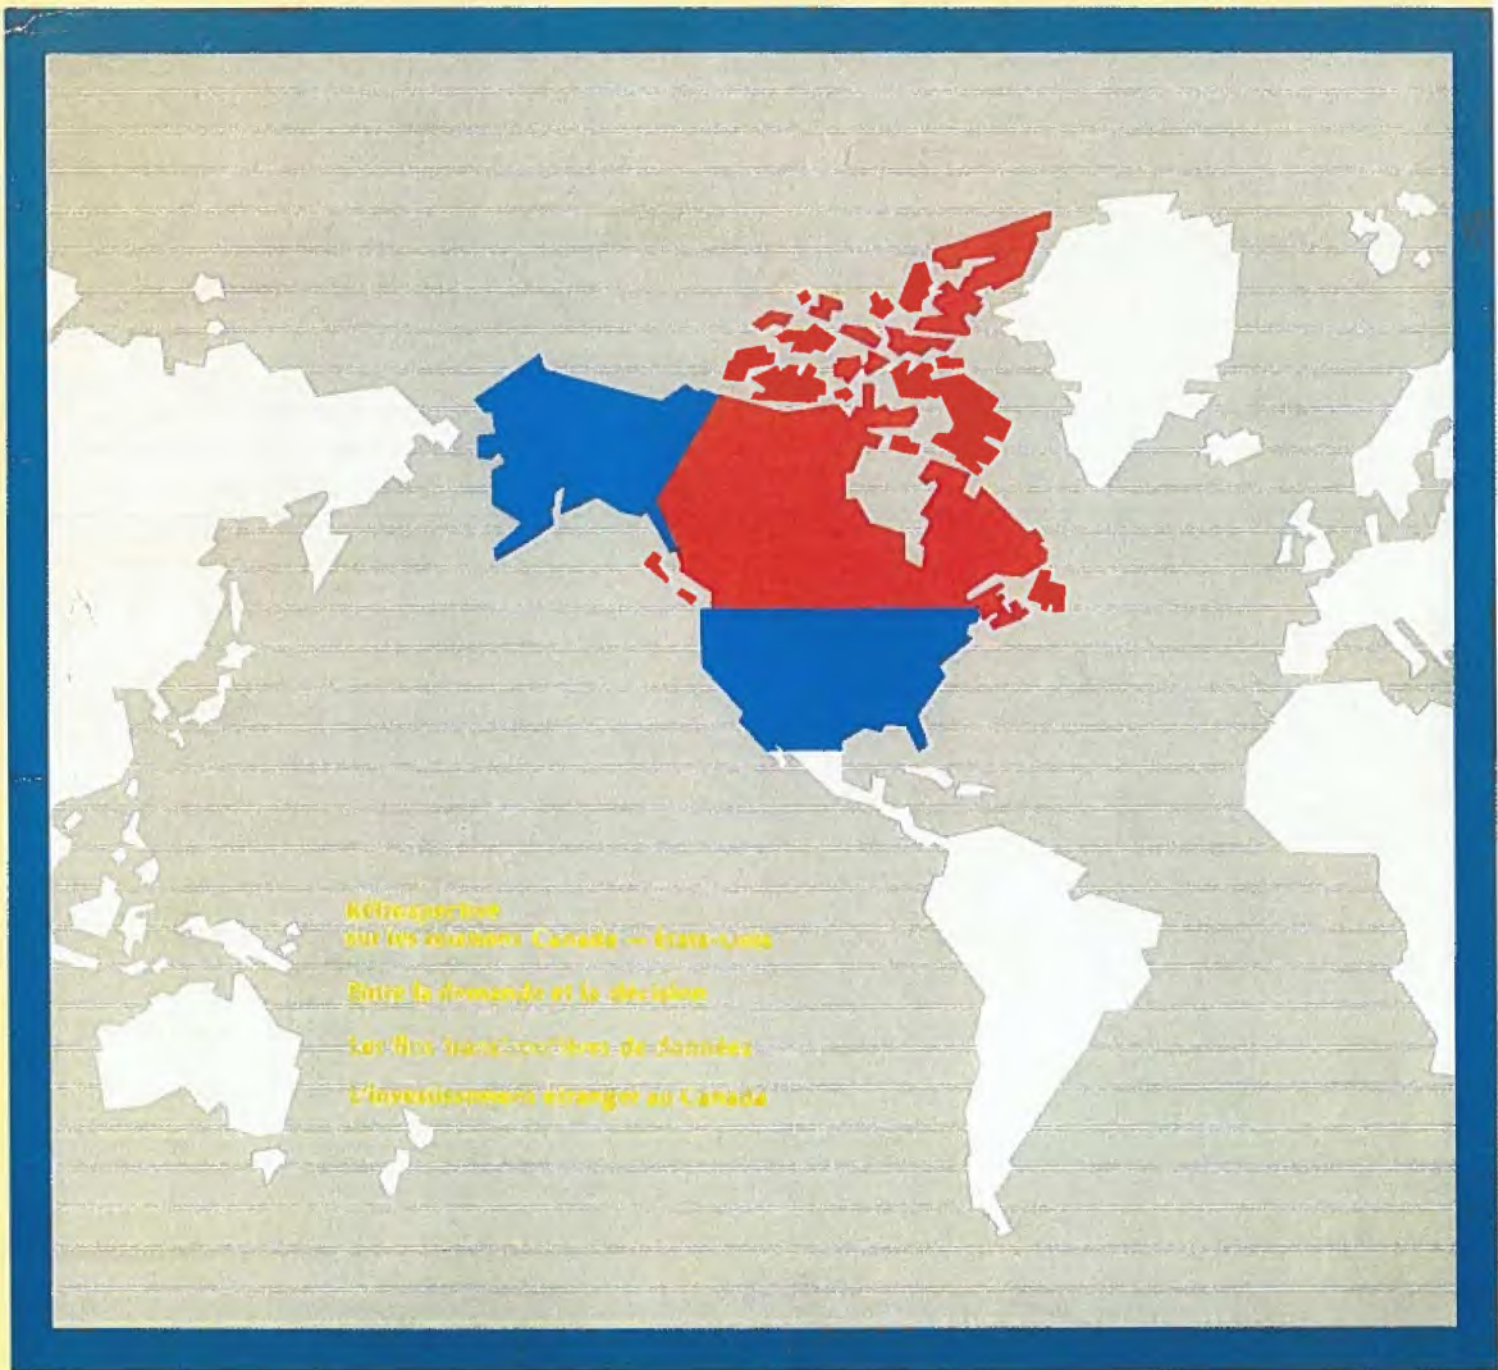 Rétrospective
sur les relations Canada — États-Unis
Entre la demande et la décision
Les flux transfrontières de données
L'investissement étranger au Canada